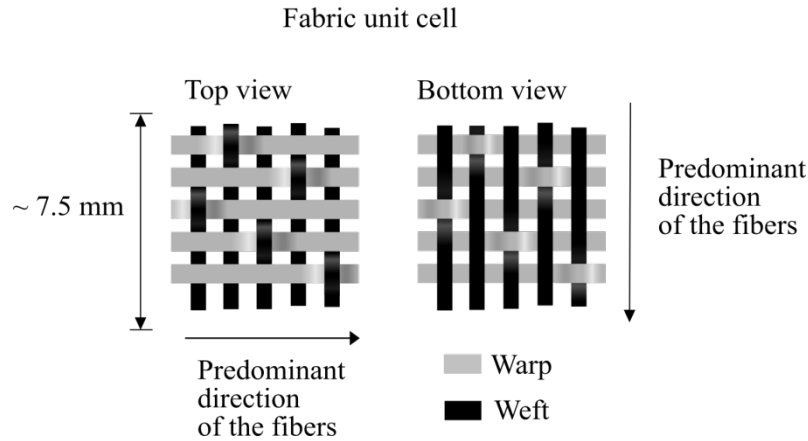 Fabric unit cell
Top view
Bottom view
~ 7.5 mm
Predominant
direction
of the fibers
Predominant
direction
of the fibers
Warp
Weft